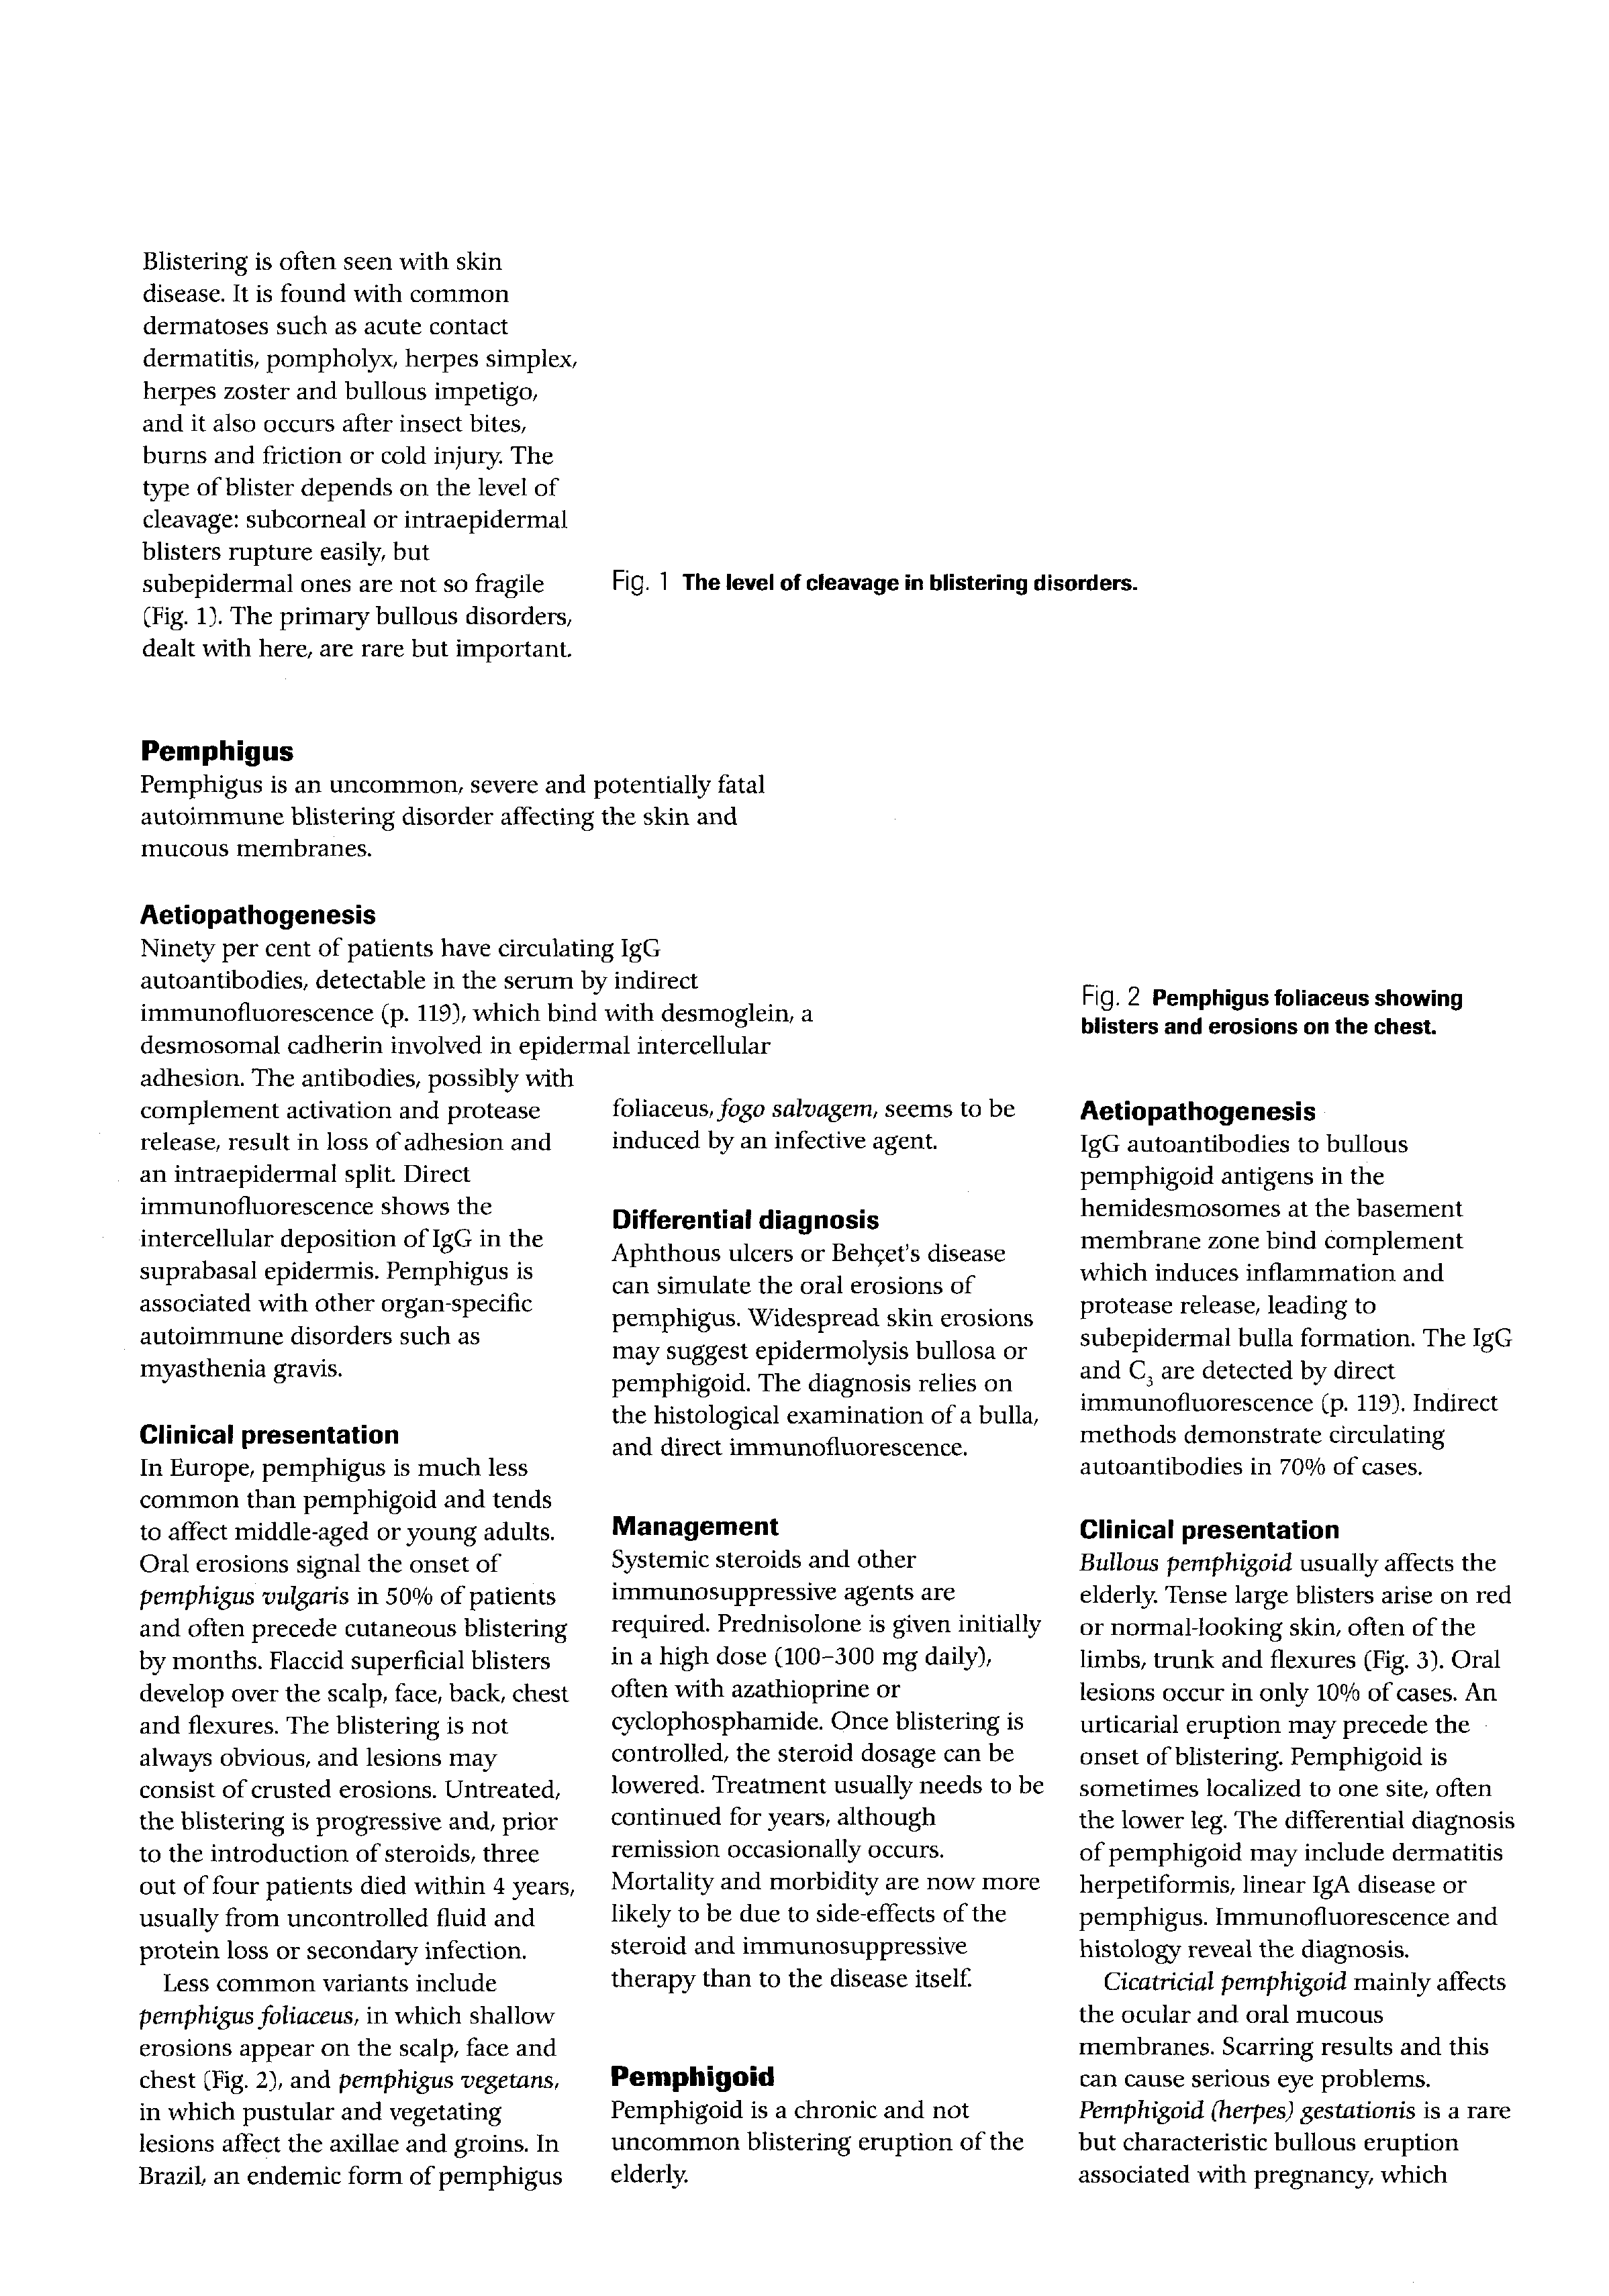 Blistering is often seen with skin
disease. It is found with common
dermatoses such as acute contact
dermatitis, pompholyx, herpes simplex,
herpes zoster and bullous impetigo,
and it also occurs after insect bites,
burns and friction or cold injury. The
type of blister depends on the level of
cleavage: subcorneal or intraepidermal
blisters rupture easily, but
subepidermal ones are not so fragile
(Fig. 1). The primary bullous disorders,
dealt with here, are rare but important.
Fig. 1 The level of cleavage in blistering disorders.
Pemphigus
Pemphigus is an uncommon, severe and potentially fatal
autoimmune blistering disorder affecting the skin and
mucous membranes.
Aetiopathogenesis
Ninety per cent of patients have circulating IgG
autoantibodies, detectable in the serum by indirect
immunofluorescence (p. 119), which bind with desmoglein, a
desmosomal cadherin involved in epidermal intercellular
adhesion. The antibodies, possibly with
complement activation and protease
release, result in loss of adhesion and
an intraepidermal split. Direct
immunofluorescence shows the
intercellular deposition of IgG in the
suprabasal epidermis. Pemphigus is
associated with other organ-specific
autoimmune disorders such as
myasthenia gravis.
Clinical presentation
In Europe, pemphigus is much less
common than pemphigoid and tends
to affect middle-aged or young adults.
Oral erosions signal the onset of
pemphigus vulgaris in 50% of patients
and often precede cutaneous blistering
by months. Flaccid superficial blisters
develop over the scalp, face, back, chest
and flexures. The blistering is not
always obvious, and lesions may
consist of crusted erosions. Untreated,
the blistering is progressive and, prior
to the introduction of steroids, three
out of four patients died within 4 years,
usually from uncontrolled fluid and
protein loss or secondary infection.
Less common variants include
pemphigus foliaceus, in which shallow
erosions appear on the scalp, face and
chest (Fig. 2), and pemphigus vegetans,
in which pustular and vegetating
lesions affect the axillae and groins. In
Brazil, an endemic form of pemphigus
foliaceus, fogo salvagem, seems to be
induced by an infective agent.
Differential diagnosis
Aphthous ulcers or Behçet's disease
can simulate the oral erosions of
pemphigus. Widespread skin erosions
may suggest epidermolysis bullosa or
pemphigoid. The diagnosis relies on
the histological examination of a bulla,
and direct immunofluorescence.
Management
Systemic steroids and other
immunosuppressive agents are
required. Prednisolone is given initially
in a high dose (100–300 mg daily),
often with azathioprine or
cyclophosphamide. Once blistering is
controlled, the steroid dosage can be
lowered. Treatment usually needs to be
continued for years, although
remission occasionally occurs.
Mortality and morbidity are now more
likely to be due to side-effects of the
steroid and immunosuppressive
therapy than to the disease itself.
Pemphigoid
Pemphigoid is a chronic and not
uncommon blistering eruption of the
elderly.
Fig. 2 Pemphigus foliaceus showing
blisters and erosions on the chest.
Aetiopathogenesis
IgG autoantibodies to bullous
pemphigoid antigens in the
hemidesmosomes at the basement
membrane zone bind complement
which induces inflammation and
protease release, leading to
subepidermal bulla formation. The IgG
and C3 are detected by direct
immunofluorescence (p. 119). Indirect
methods demonstrate circulating
autoantibodies in 70% of cases.
Clinical presentation
Bullous pemphigoid usually affects the
elderly. Tense large blisters arise on red
or normal-looking skin, often of the
limbs, trunk and flexures (Fig. 3). Oral
lesions occur in only 10% of cases. An
urticarial eruption may precede the
onset of blistering. Pemphigoid is
sometimes localized to one site, often
the lower leg. The differential diagnosis
of pemphigoid may include dermatitis
herpetiformis, linear IgA disease or
pemphigus. Immunofluorescence and
histology reveal the diagnosis.
Cicatricial pemphigoid mainly affects
the ocular and oral mucous
membranes. Scarring results and this
can cause serious eye problems.
Pemphigoid (herpes) gestationis is a rare
but characteristic bullous eruption
associated with pregnancy, which